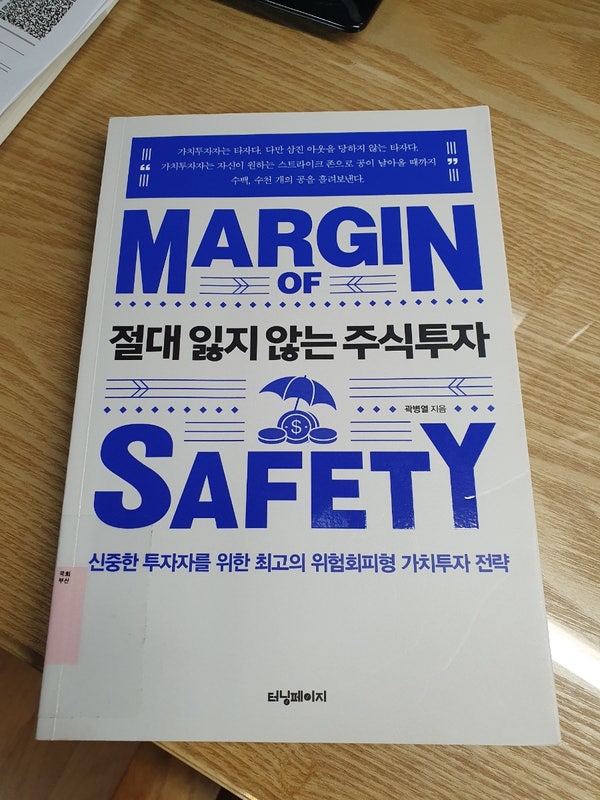 가치투자자는 타자다. 다만 삼진 아웃을 당하지 않는 타자다.
가치투자자는 자신이 원하는 스트라이크 존으로 공이 날아올 때까지
수백, 수천 개의 공을 흘려보낸다.
MARGIN
OF
절대 잃지 않는 주식투자
곽병열 지음
$
SAFETY
신중한 투자자를 위한 최고의 위험회피형 가치투자 전략
국회
부산
터닝페이지